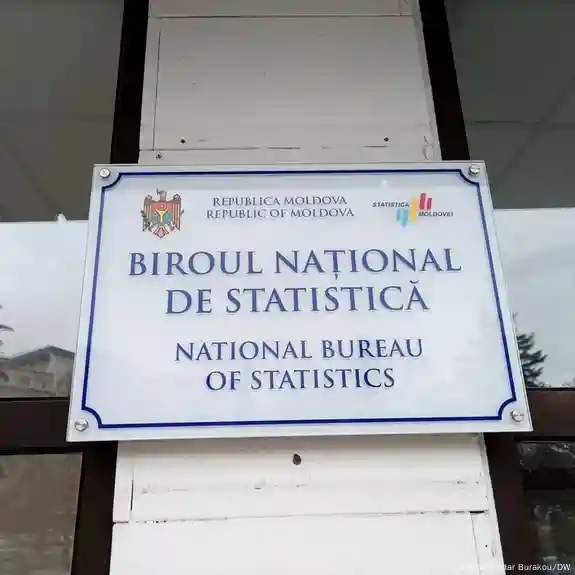 REPUBLICA MOLDOVA
REPUBLIC OF MOLDOVA
STATISTICA
MOLDOVEI
BIROUL NAȚIONAL
DE STATISTICĂ
NATIONAL BUREAU
OF STATISTICS
Burakou/DW